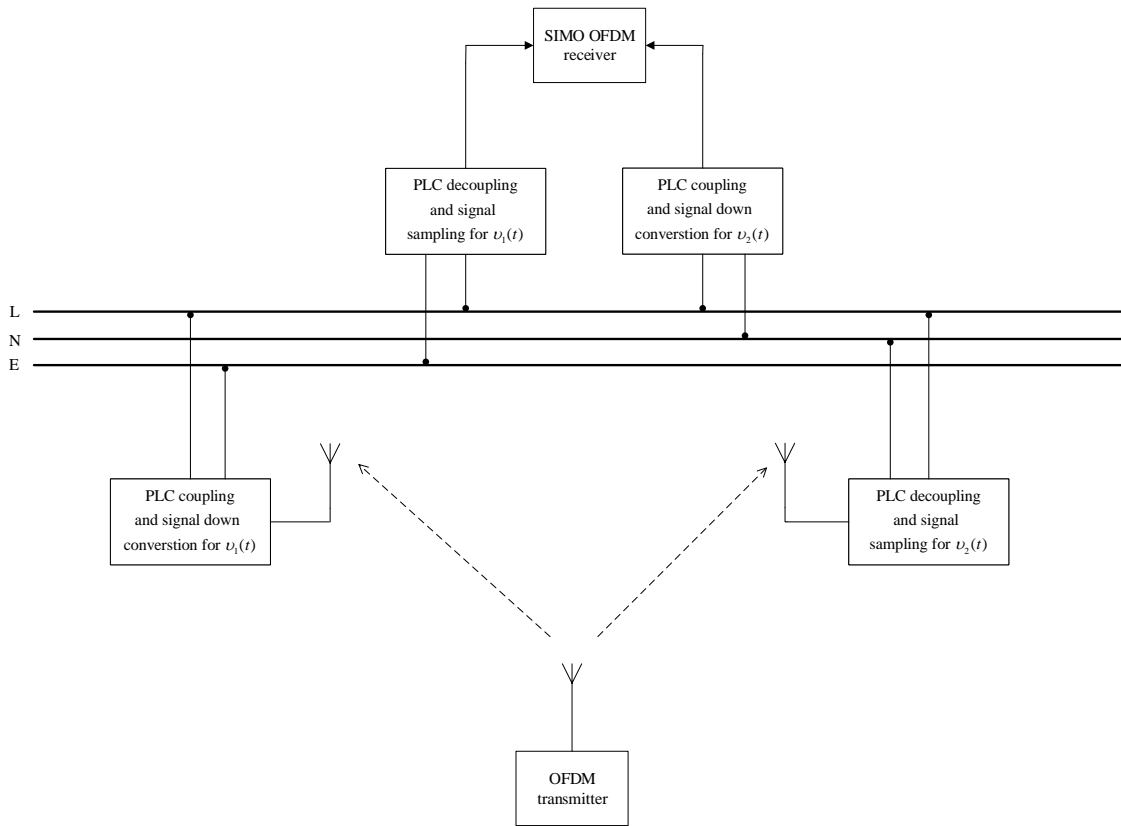 SIMO OFDM
receiver
PLC decoupling
and signal
sampling for υ₁(t)
PLC coupling
and signal down
converstion for υ₂(t)
L
N
E
PLC coupling
and signal down
converstion for υ₁(t)
PLC decoupling
and signal
sampling for υ₂(t)
OFDM
transmitter